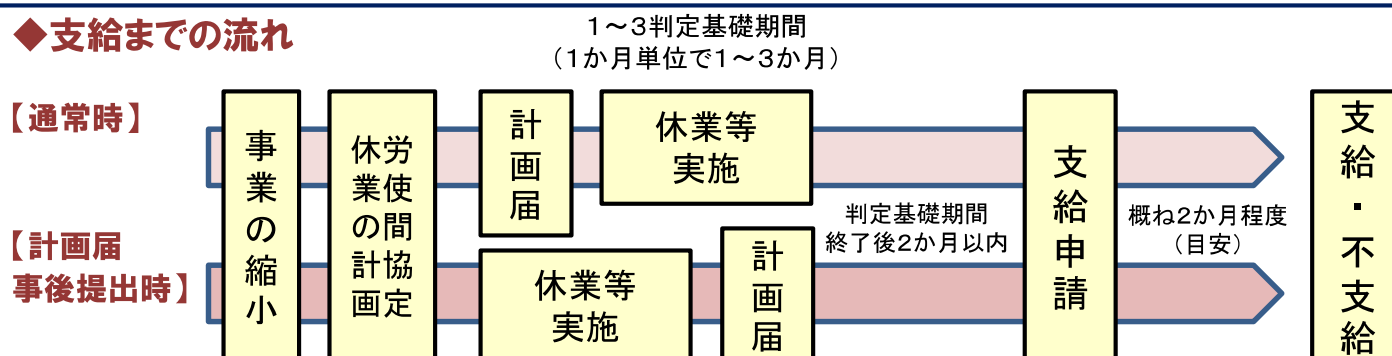 ◆支給までの流れ
1～3判定基礎期間
（1か月単位で1～3か月）
【通常時】
事業の縮小
労使間協定
休業の計画
計画届
休業等
実施
支給申請
支給・不支給
判定基礎期間
終了後2か月以内
概ね2か月程度
（目安）
【計画届
事後提出時】
休業等
実施
計画届